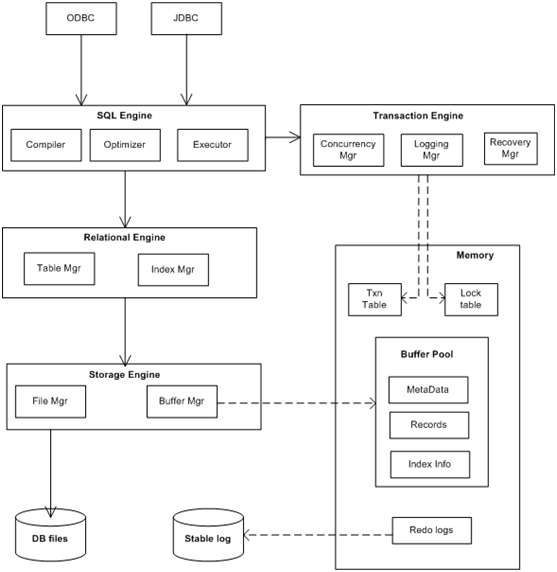 ODBC
JDBC
SQL Engine
Compiler
Optimizer
Executor
Transaction Engine
Concurrency
Mgr
Logging
Mgr
Recovery
Mgr
Relational Engine
Table Mgr
Index Mgr
Memory
Txn
Table
Lock
table
Storage Engine
File Mgr
Buffer Mgr
Buffer Pool
MetaData
Records
Index Info
DB files
Stable log
Redo logs